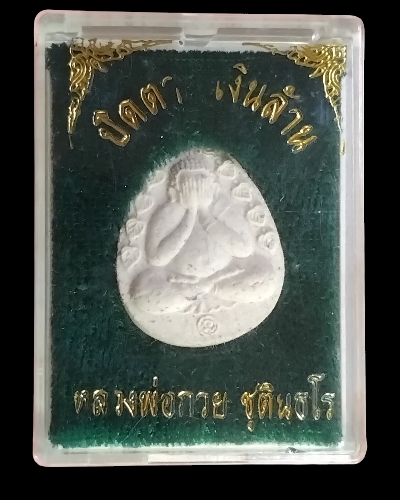 ปิดตา เงินล้าน
หลวงพ่อกวย ชุตินธโร